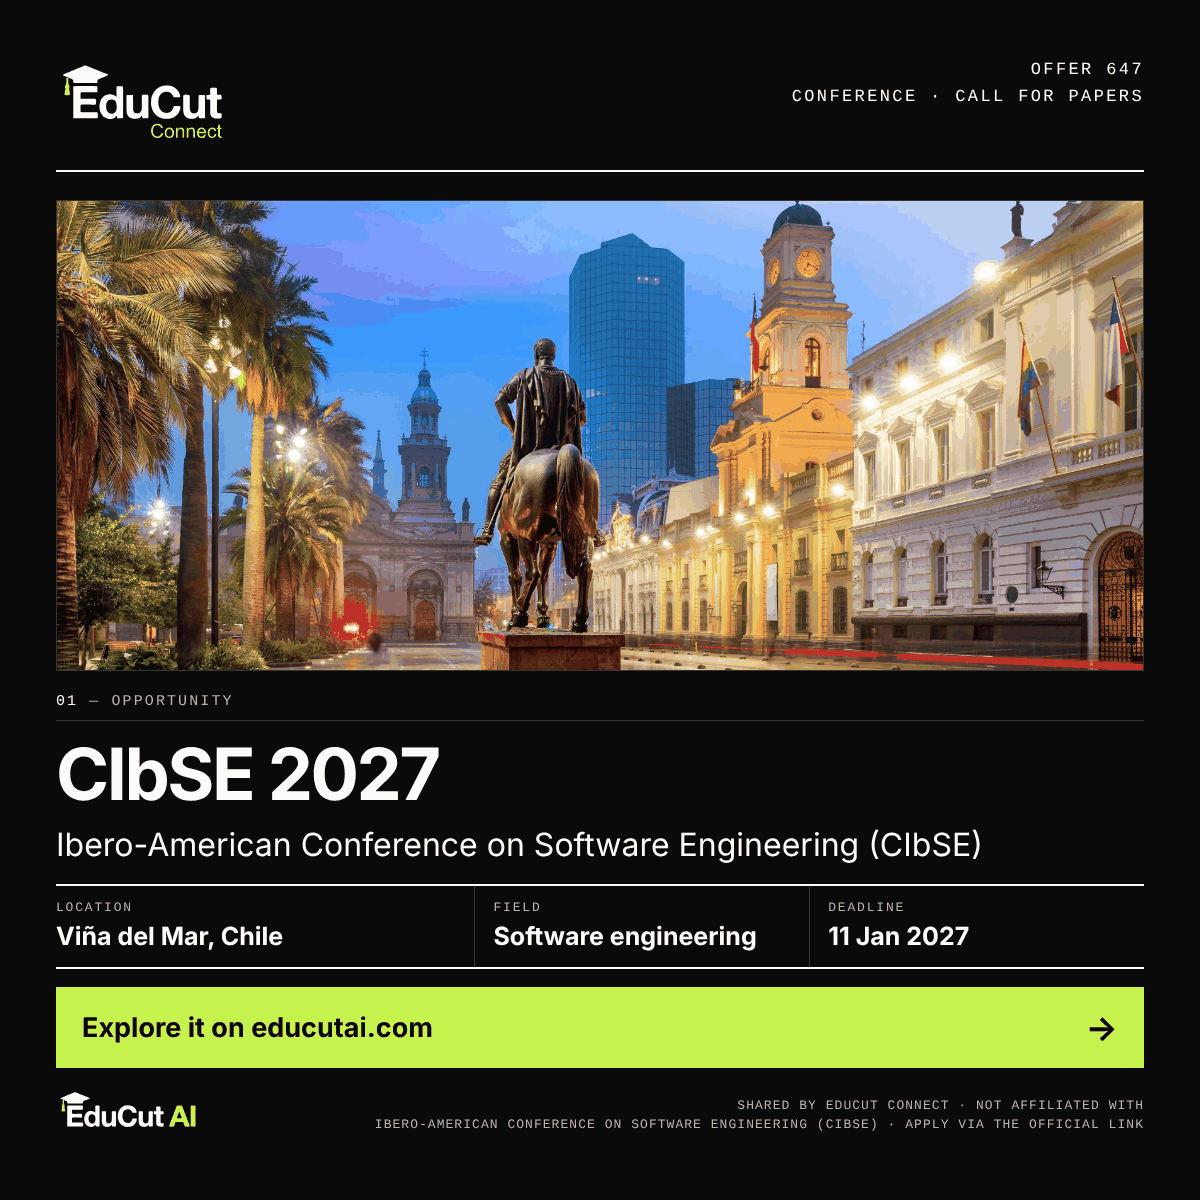 EduCut
Connect
OFFER 647
CONFERENCE · CALL FOR PAPERS
01 — OPPORTUNITY
CIbSE 2027
Ibero-American Conference on Software Engineering (CIbSE)
LOCATION
Viña del Mar, Chile
FIELD
Software engineering
DEADLINE
11 Jan 2027
Explore it on educutai.com →
EduCut AI
SHARED BY EDUCUT CONNECT · NOT AFFILIATED WITH
IBERO-AMERICAN CONFERENCE ON SOFTWARE ENGINEERING (CIBSE) · APPLY VIA THE OFFICIAL LINK